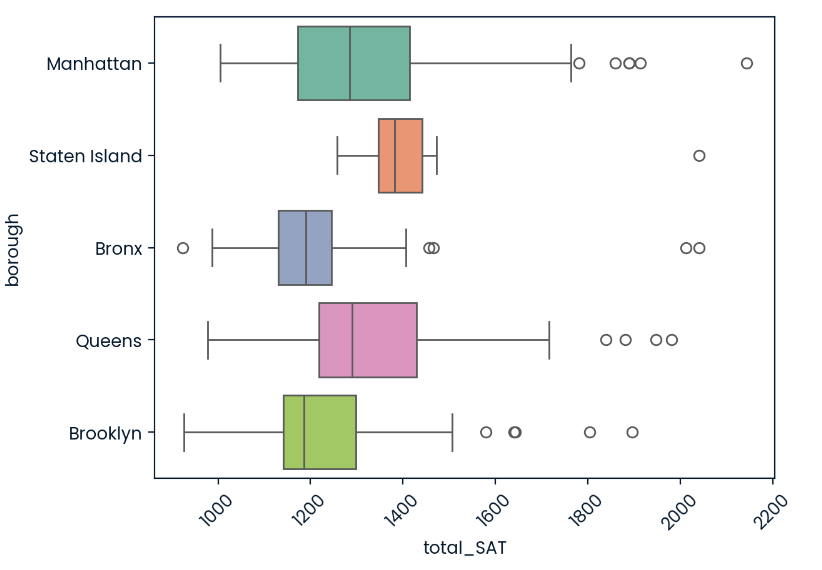 Manhattan
Staten Island
Bronx
Queens
Brooklyn
borough
1000 1200 1400 1600 1800 2000 2200
total_SAT